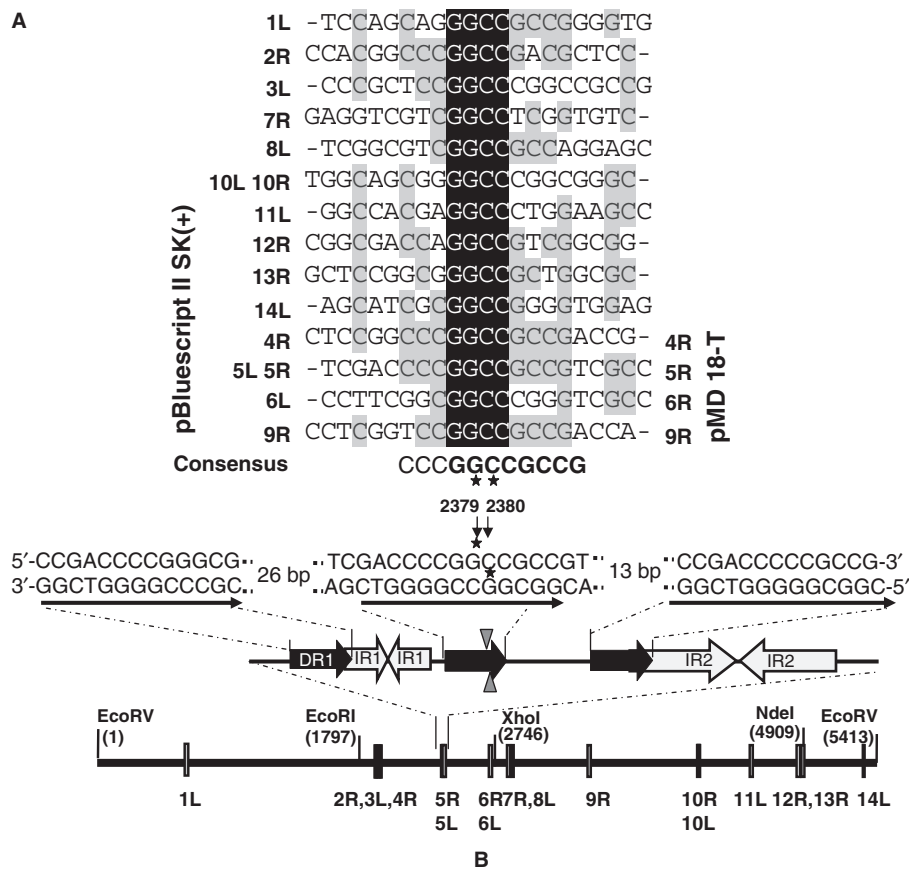 A
1L -TCCAGCAGGGCCGCCGGGGTG
2R CCACGGCCCGGCCGACGCTCC-
3L -CCCGCTCCGGCCCGGCCGCCG
7R GAGGTCGTCGGCCTCGGTGTC-
8L -TCGGCGTCGGCCGCCAGGAGC
10L 10R TGGCAGCGGGGCCCGGCGGGC-
11L -GGCCACGAGGCCCTGGAAGCC
12R CGGCGACCAGGCCGTCGGCGG-
13R GCTCCGGCGGGCCGCTGGCGC-
14L -AGCATCGCGGCCGGGGTGGAG
4R CTCCGGCCCGGCCGCCGACCG- 4R
5L 5R -TCGACCCCGGCCGCCGTCGCC 5R
6L -CCTTCGGCGGCCCGGGTCGCC 6R
9R CCTCGGTCCGGCCGCCGACCA- 9R
pBluescript II SK(+)
pMD 18-T
Consensus CCCGGCCGCCG
2379 2380
5′-CCGACCCCGGGCG TCGACCCCGGCCGCCGT CCGACCCCCGCCG-3′
26 bp 13 bp
3′-GGCTGGGGCCCGC AGCTGGGGCCGGCGGCA GGCTGGGGGCGGC-5′
DR1 IR1 IR1 IR2 IR2
EcoRV (1)
EcoRI (1797)
XhoI (2746)
NdeI (4909)
EcoRV (5413)
1L 2R,3L,4R 5R 6R 7R,8L 9R 10R 11L 12R,13R 14L
5L 6L 10L
B